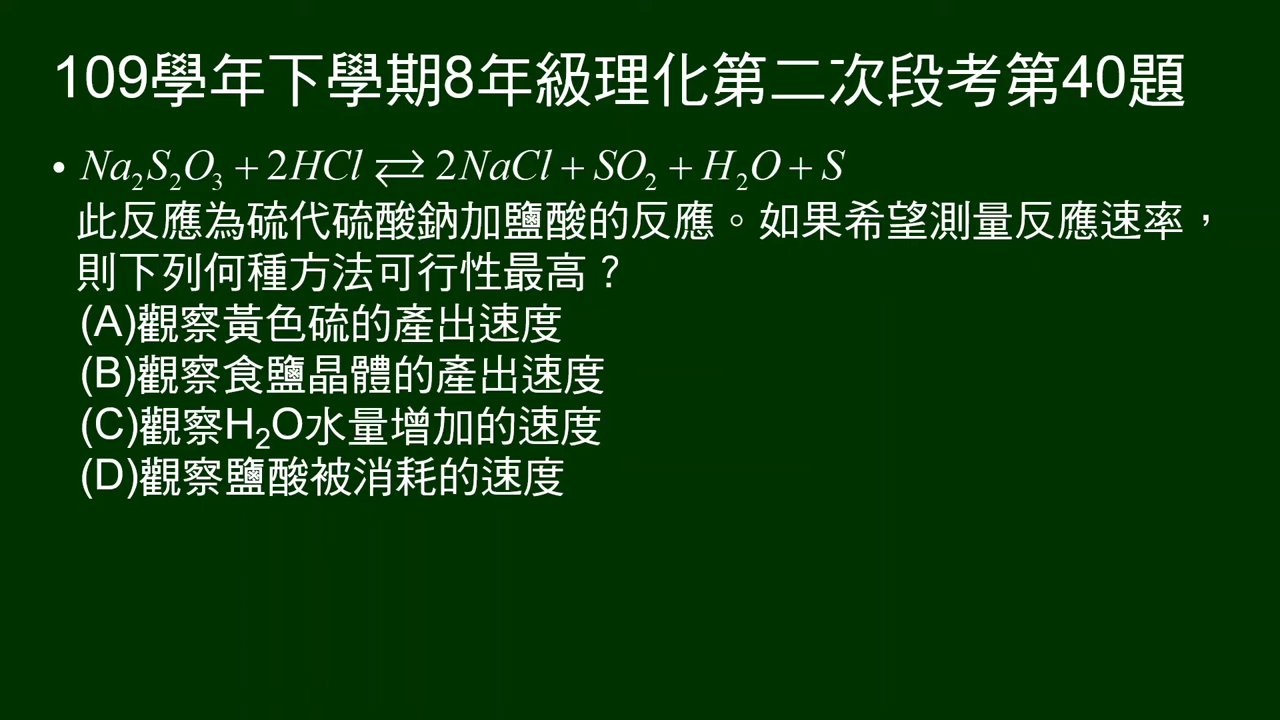 109學年下學期8年級理化第二次段考第40題
• Na₂S₂O₃ + 2HCl ⇄ 2NaCl + SO₂ + H₂O + S
此反應為硫代硫酸鈉加鹽酸的反應。如果希望測量反應速率，
則下列何種方法可行性最高？
(A)觀察黃色硫的產出速度
(B)觀察食鹽晶體的產出速度
(C)觀察H₂O水量增加的速度
(D)觀察鹽酸被消耗的速度